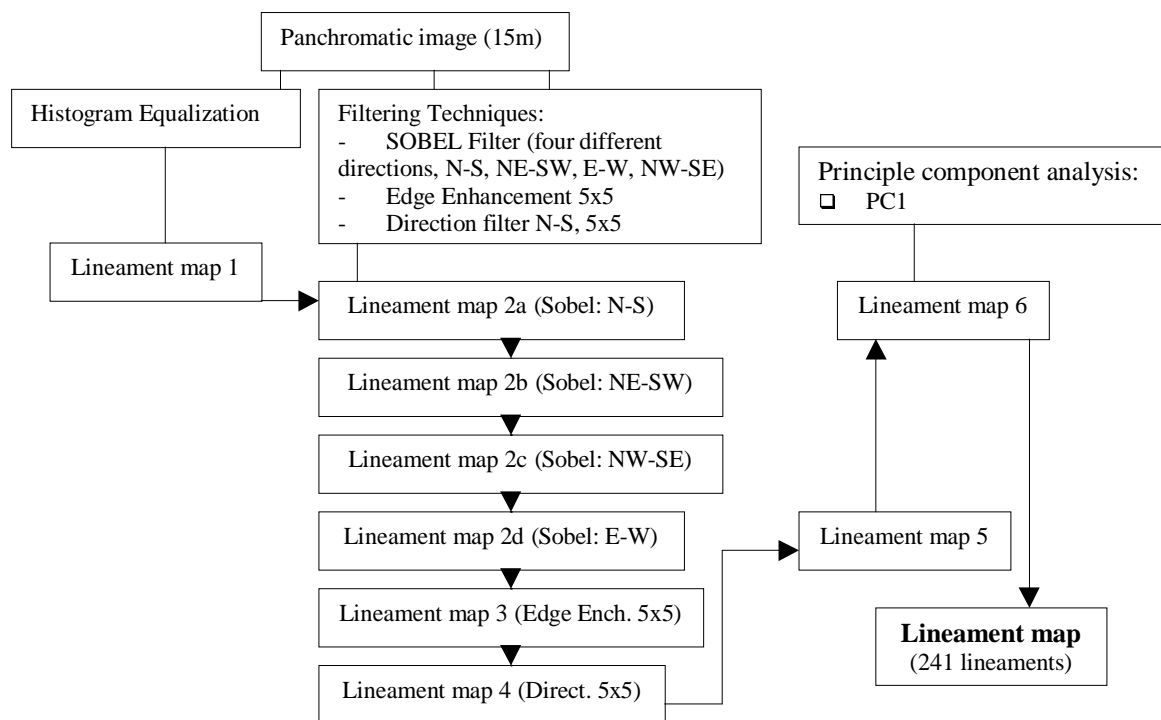 Panchromatic image (15m)
Histogram Equalization
Filtering Techniques:
- SOBEL Filter (four different
directions, N-S, NE-SW, E-W, NW-SE)
- Edge Enhancement 5x5
- Direction filter N-S, 5x5
Principle component analysis:
❑ PC1
Lineament map 1
Lineament map 2a (Sobel: N-S)
Lineament map 6
Lineament map 2b (Sobel: NE-SW)
Lineament map 2c (Sobel: NW-SE)
Lineament map 2d (Sobel: E-W)
Lineament map 5
Lineament map 3 (Edge Ench. 5x5)
Lineament map
(241 lineaments)
Lineament map 4 (Direct. 5x5)